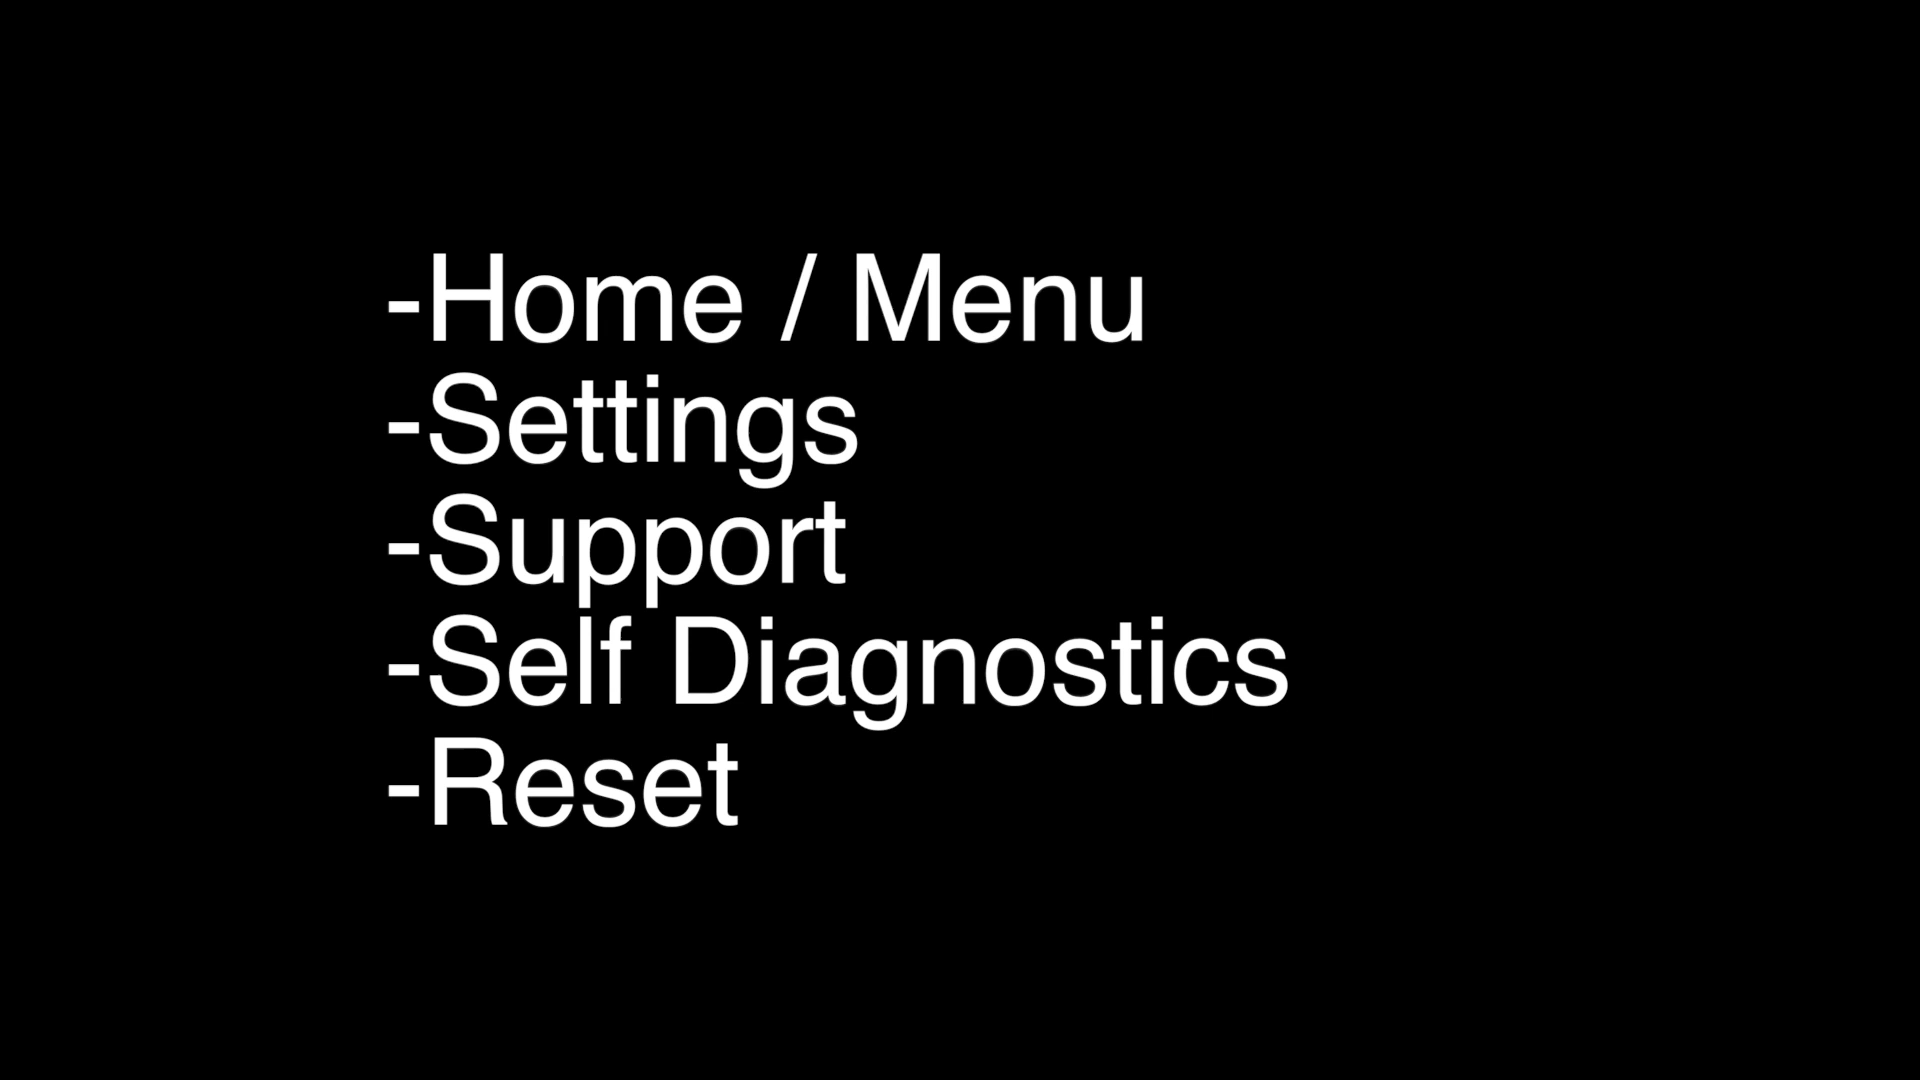 -Home / Menu
-Settings
-Support
-Self Diagnostics
-Reset